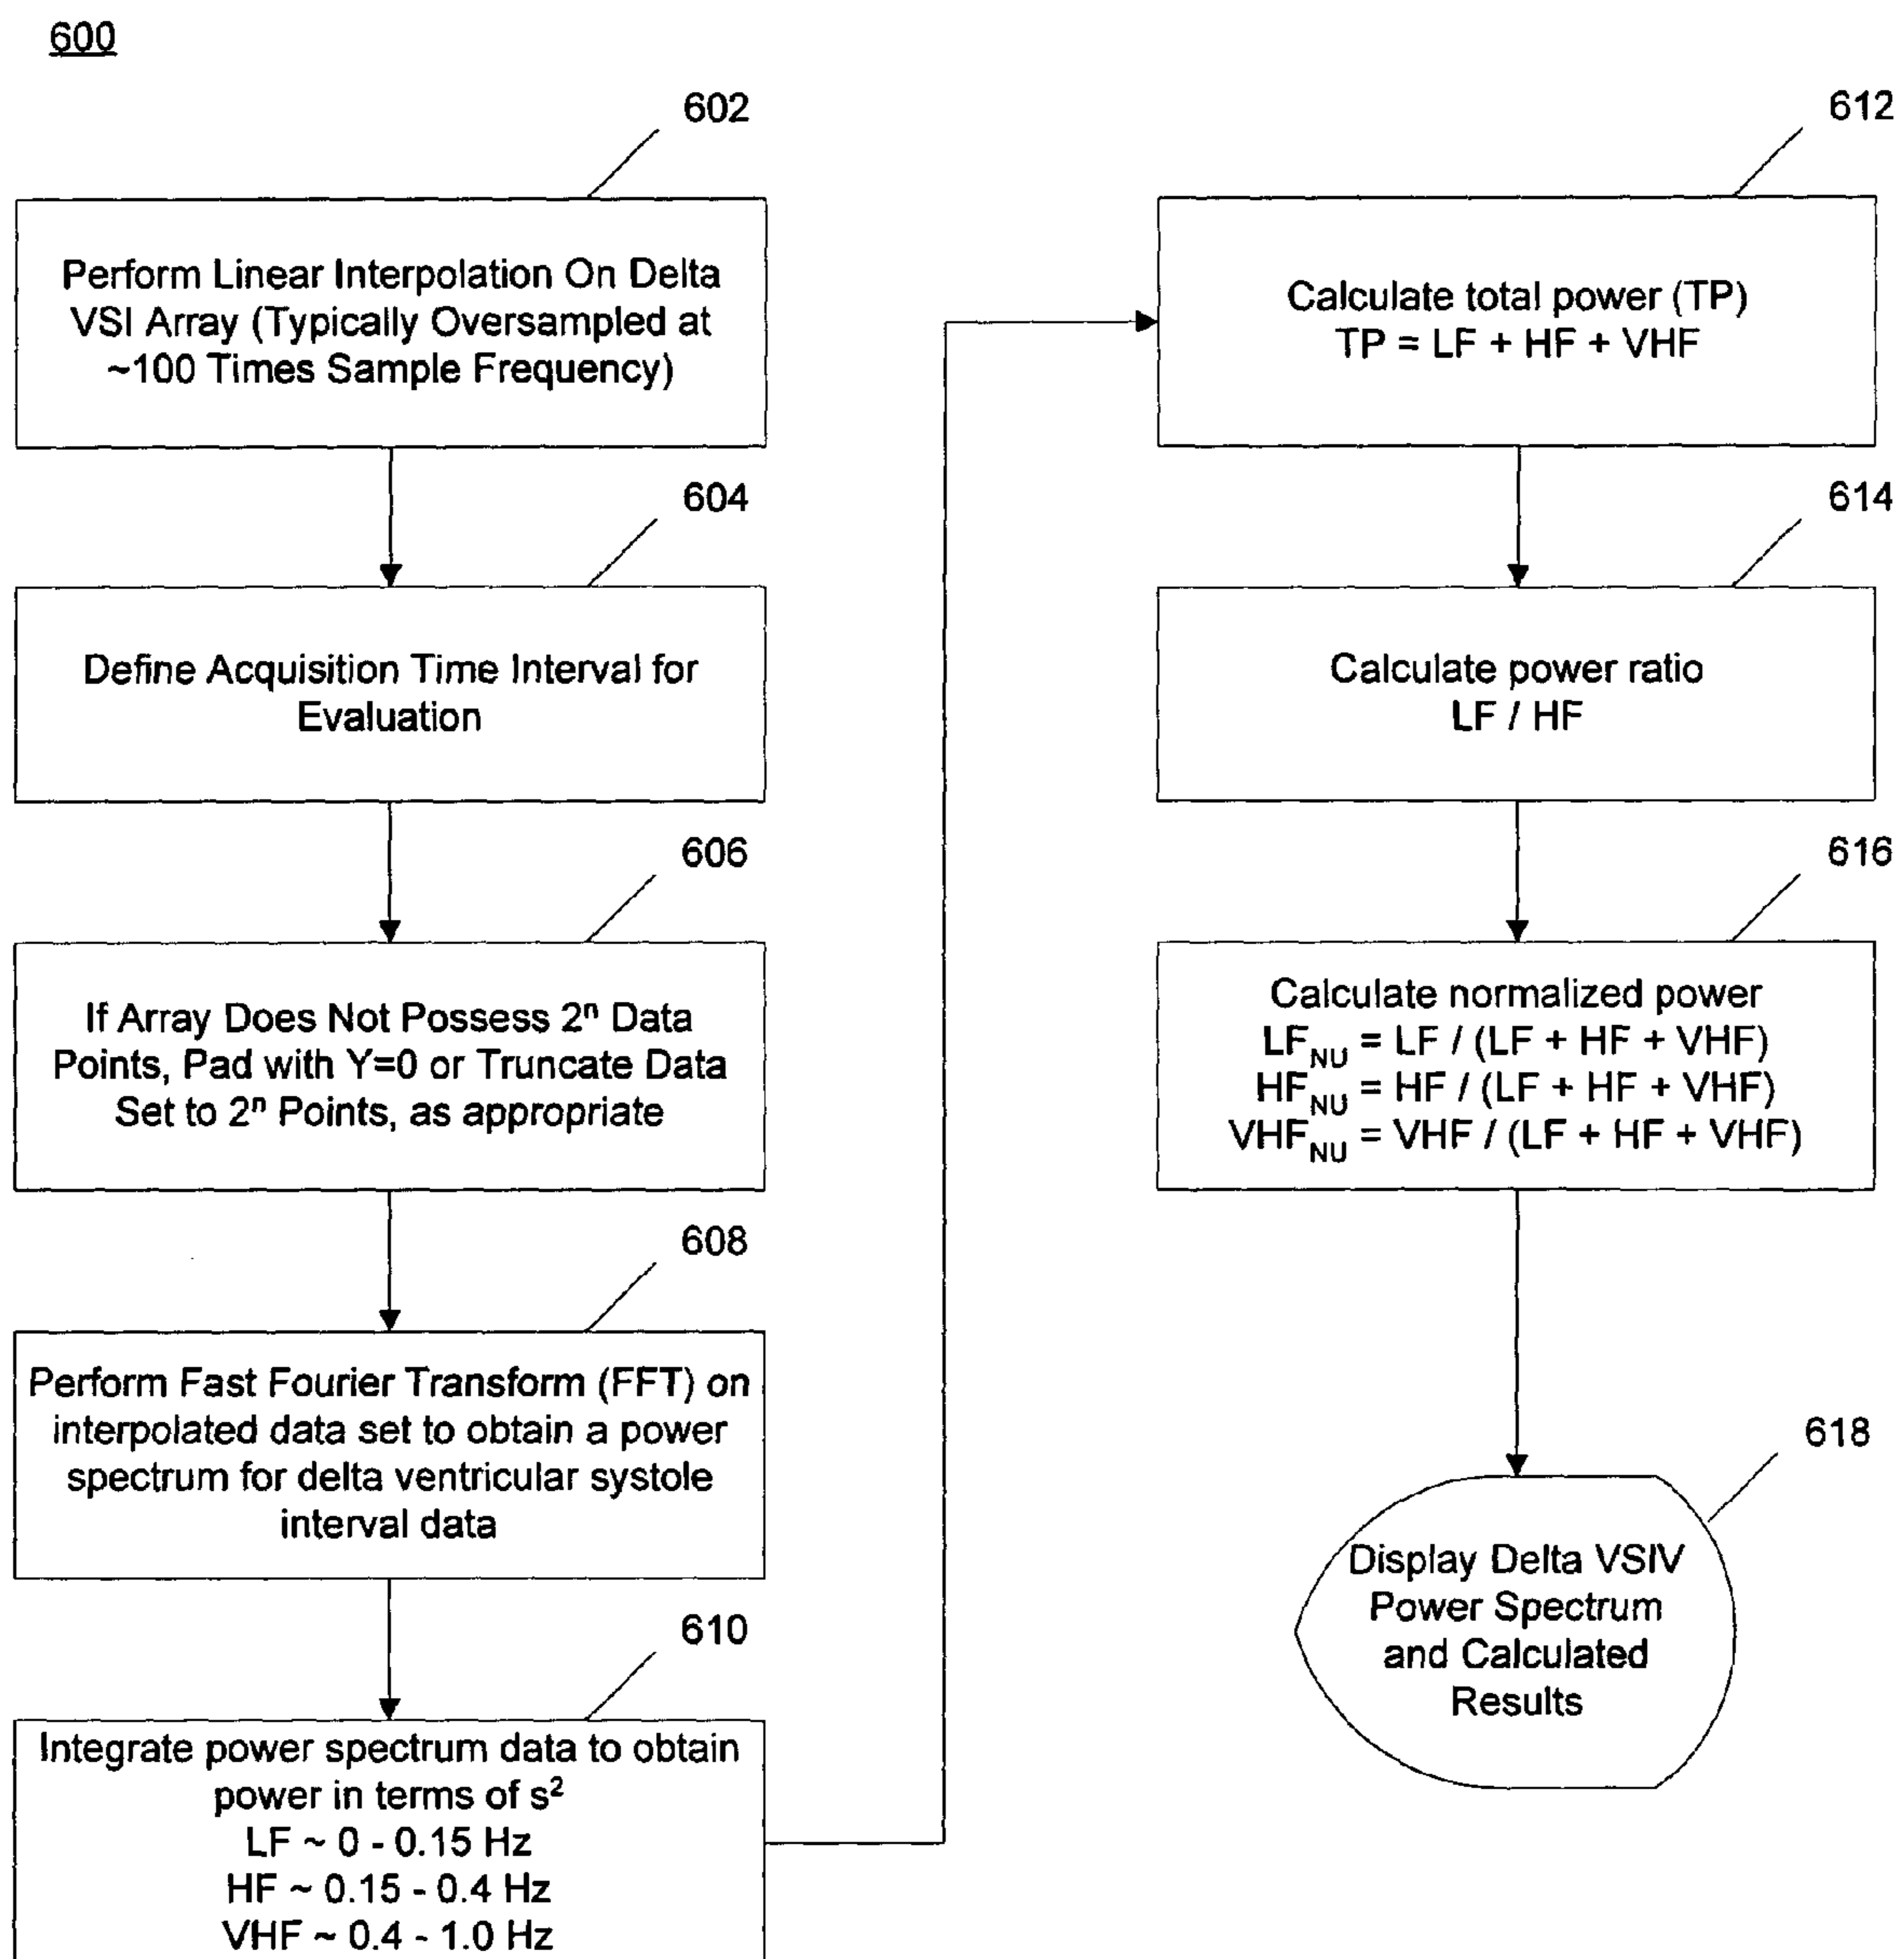 600
602
Perform Linear Interpolation On Delta
VSI Array (Typically Oversampled at
~100 Times Sample Frequency)
604
Define Acquisition Time Interval for
Evaluation
606
If Array Does Not Possess 2ⁿ Data
Points, Pad with Y=0 or Truncate Data
Set to 2ⁿ Points, as appropriate
608
Perform Fast Fourier Transform (FFT) on
interpolated data set to obtain a power
spectrum for delta ventricular systole
interval data
610
Integrate power spectrum data to obtain
power in terms of s²
LF ~ 0 - 0.15 Hz
HF ~ 0.15 - 0.4 Hz
VHF ~ 0.4 - 1.0 Hz
612
Calculate total power (TP)
TP = LF + HF + VHF
614
Calculate power ratio
LF / HF
616
Calculate normalized power
LF_NU = LF / (LF + HF + VHF)
HF_NU = HF / (LF + HF + VHF)
VHF_NU = VHF / (LF + HF + VHF)
618
Display Delta VSIV
Power Spectrum
and Calculated
Results